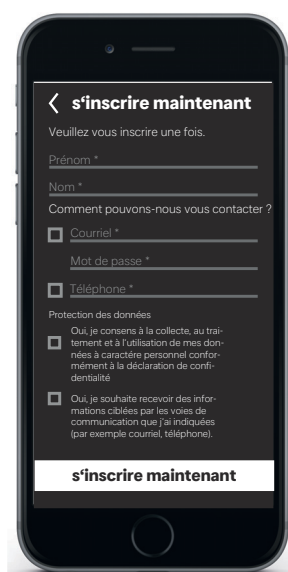 s‘inscrire maintenant
Veuillez vous inscrire une fois.
Prénom *
Nom *
Comment pouvons-nous vous contacter ?
Courriel *
Mot de passe *
Téléphone *
Protection des données
Oui, je consens à la collecte, au trai-
tement et à l'utilisation de mes don-
nées à caractére personnel confor-
mément à la déclaration de confi-
dentialité
Oui, je souhaite recevoir des infor-
mations ciblées par les voies de
communication que j'ai indiquées
(par exemple courriel, téléphone).
s‘inscrire maintenant